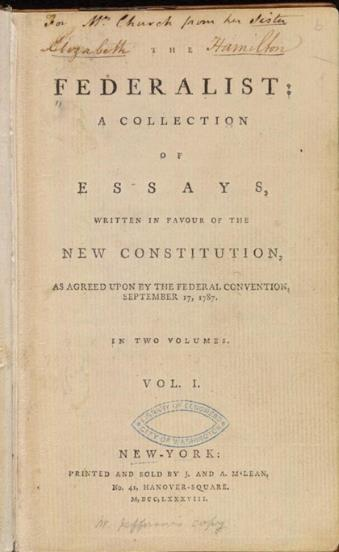 For Mrs. Church from her Sister
Elizabeth Hamilton
THE
FEDERALIST:
A COLLECTION
OF
ESSAYS,
WRITTEN IN FAVOUR OF THE
NEW CONSTITUTION,
AS AGREED UPON BY THE FEDERAL CONVENTION,
SEPTEMBER 17, 1787.
IN TWO VOLUMES.
VOL. I.
LIBRARY OF CONGRESS
CITY OF WASHINGTON
NEW-YORK:
PRINTED AND SOLD BY J. AND A. M‘LEAN,
No. 41, HANOVER-SQUARE.
M,DCC,LXXXVIII.
Mr. Jefferson's copy